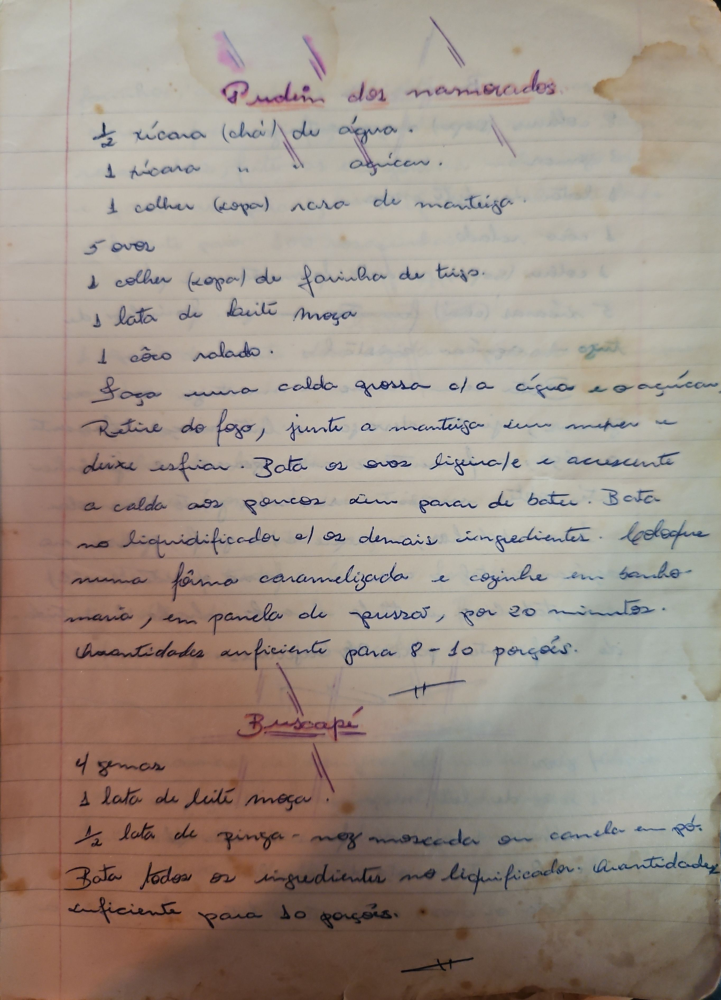 Pudim dos namorados.
1/2 xícara (chá) de água.
1 xícara " " açúcar.
1 colher (sopa) rasa de manteiga.
5 ovos
1 colher (sopa) de farinha de trigo.
1 lata de leite moça
1 côco ralado.
Faça uma calda grossa c/ a água e o açúcar
Retire do fogo, junte a manteiga sem mexer e
deixe esfriar. Bata os ovos ligeira/e e acrescente
a calda aos poucos sem parar de bater. Bata
no liquidificador c/ os demais ingredientes. Coloque
numa fôrma caramelizada e cozinhe em banho
maria, em panela de pressão, por 20 minutos.
Quantidades suficiente para 8 - 10 porções.
Buscapé
4 gemas
1 lata de leite moça.
1/2 lata de pinga - noz moscada ou canela em pó.
Bata todos os ingredientes no liquificador. Quantidades
suficiente para 10 porções.